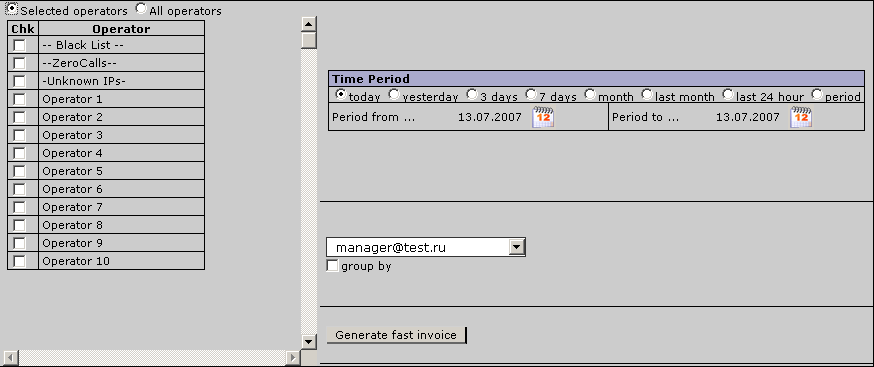 Selected operators All operators
Chk Operator
-- Black List --
--ZeroCalls--
-Unknown IPs-
Operator 1
Operator 2
Operator 3
Operator 4
Operator 5
Operator 6
Operator 7
Operator 8
Operator 9
Operator 10
Time Period
today yesterday 3 days 7 days month last month last 24 hour period
Period from ... 13.07.2007 12 Period to ... 13.07.2007 12
manager@test.ru
group by
Generate fast invoice